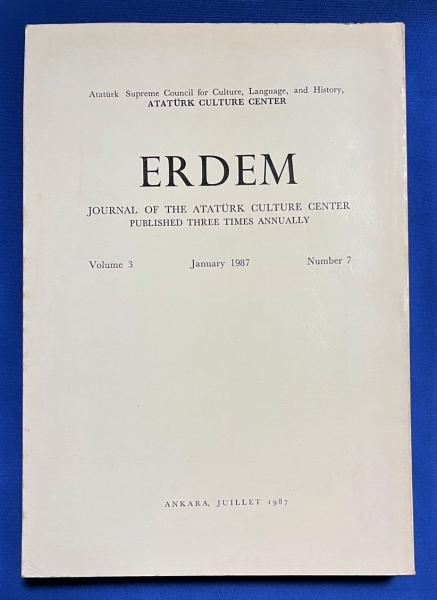 Atatürk Supreme Council for Culture, Language, and History,
ATATÜRK CULTURE CENTER
ERDEM
JOURNAL OF THE ATATÜRK CULTURE CENTER
PUBLISHED THREE TIMES ANNUALLY
Volume 3 January 1987 Number 7
ANKARA, JUILLET 1987